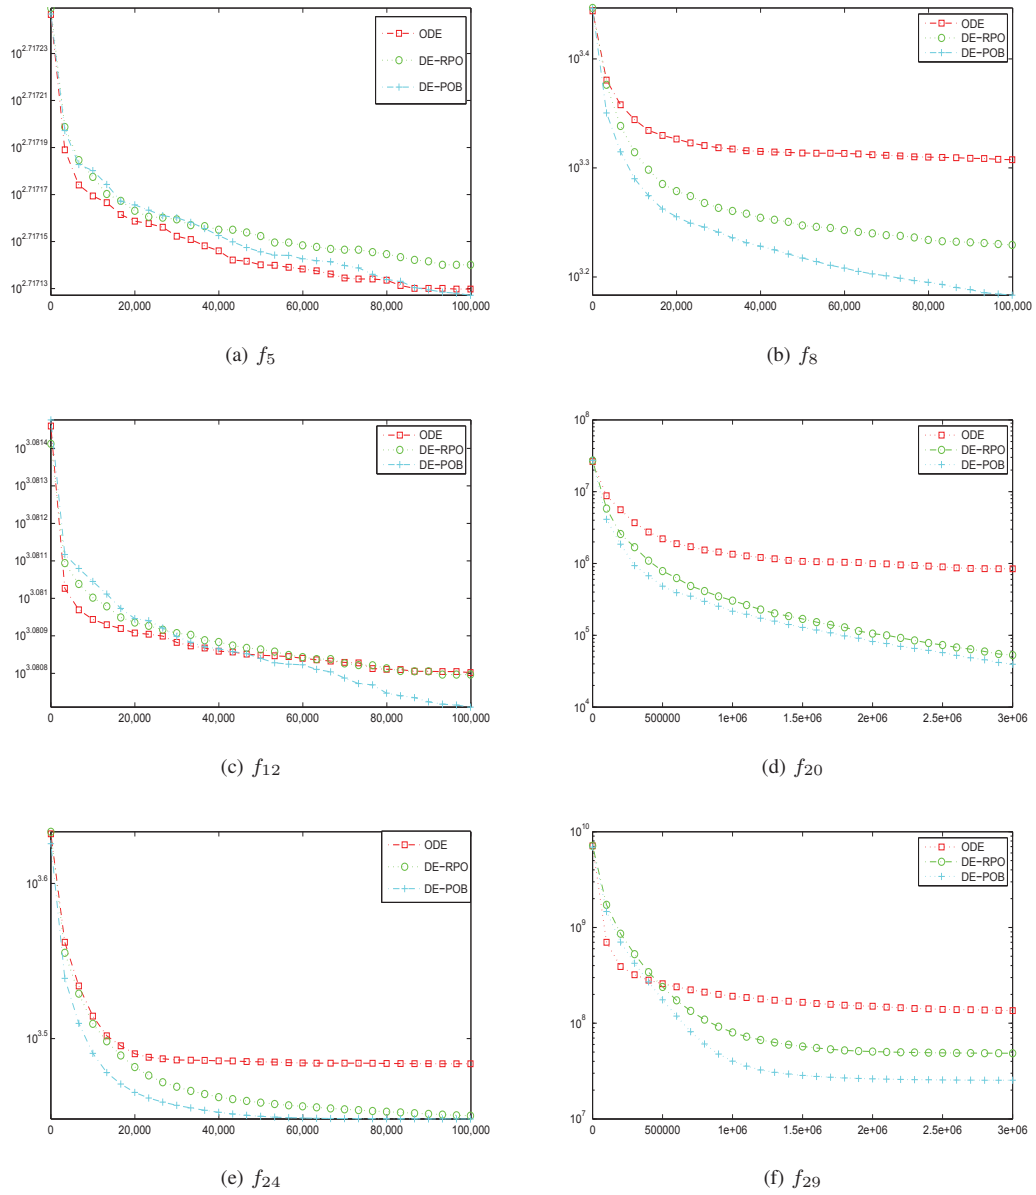 10^2.71723
10^2.71721
10^2.71719
10^2.71717
10^2.71715
10^2.71713
0 20,000 40,000 60,000 80,000 100,000
ODE
DE-RPO
DE-POB
(a) f_5
10^3.4
10^3.3
10^3.2
0 20,000 40,000 60,000 80,000 100,000
ODE
DE-RPO
DE-POB
(b) f_8
10^3.0814
10^3.0813
10^3.0812
10^3.0811
10^3.081
10^3.0809
10^3.0808
0 20,000 40,000 60,000 80,000 100,000
ODE
DE-RPO
DE-POB
(c) f_12
10^8
10^7
10^6
10^5
10^4
0 500000 1e+06 1.5e+06 2e+06 2.5e+06 3e+06
ODE
DE-RPO
DE-POB
(d) f_20
10^3.6
10^3.5
0 20,000 40,000 60,000 80,000 100,000
ODE
DE-RPO
DE-POB
(e) f_24
10^10
10^9
10^8
10^7
0 500000 1e+06 1.5e+06 2e+06 2.5e+06 3e+06
ODE
DE-RPO
DE-POB
(f) f_29